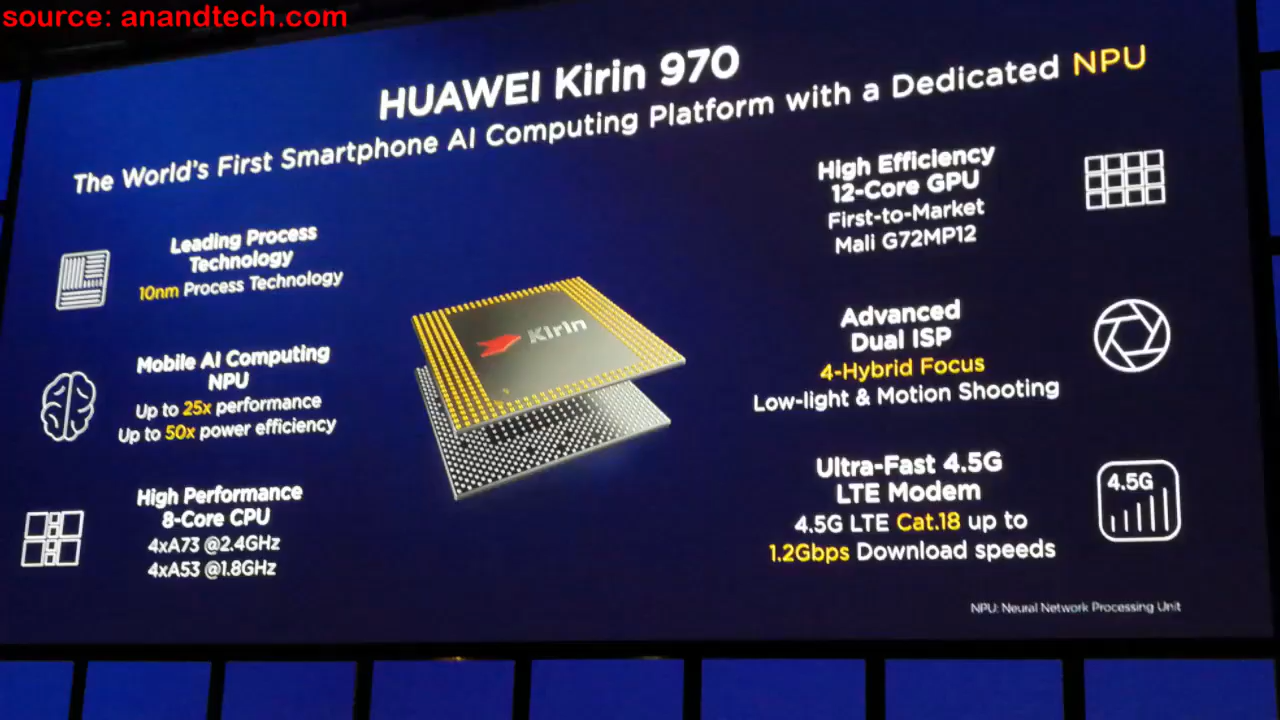 source: anandtech.com
HUAWEI Kirin 970
The World's First Smartphone AI Computing Platform with a Dedicated NPU
Leading Process
Technology
10nm Process Technology
Mobile AI Computing
NPU
Up to 25x performance
Up to 50x power efficiency
High Performance
8-Core CPU
4xA73 @2.4GHz
4xA53 @1.8GHz
Kirin
High Efficiency
12-Core GPU
First-to-Market
Mali G72MP12
Advanced
Dual ISP
4-Hybrid Focus
Low-light & Motion Shooting
Ultra-Fast 4.5G
LTE Modem
4.5G LTE Cat.18 up to
1.2Gbps Download speeds
4.5G
NPU: Neural Network Processing Unit